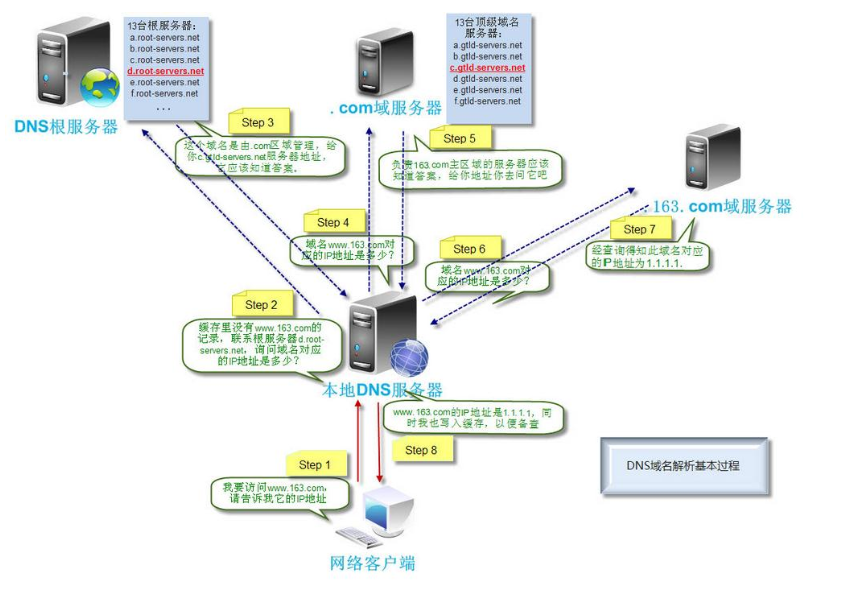 13台根服务器：
a.root-servers.net
b.root-servers.net
c.root-servers.net
d.root-servers.net
e.root-servers.net
f.root-servers.net
...
DNS根服务器
13台顶级域名
服务器：
a.gtld-servers.net
b.gtld-servers.net
c.gtld-servers.net
d.gtld-servers.net
e.gtld-servers.net
f.gtld-servers.net
.com域服务器
Step 3
这个域名是由.com区域管理，给
你c.gtld-servers.net服务器地址，
它应该知道答案。
Step 5
负责163.com主区域的服务器应该
知道答案，给你地址你去问它吧
.163.com域服务器
Step 4
域名www.163.com对
应的IP地址是多少？
Step 6
域名www.163.com对
应的IP地址是多少？
Step 7
经查询得知此域名对应
的IP地址为1.1.1.1.
Step 2
缓存里没有www.163.com的
记录，联系根服务器d.root-
servers.net，询问域名对应
的IP地址是多少？
本地DNS服务器
www.163.com的IP地址是1.1.1.1，同
时我也写入缓存，以便备查
Step 8
Step 1
我要访问www.163.com，
请告诉我它的IP地址
网络客户端
DNS域名解析基本过程